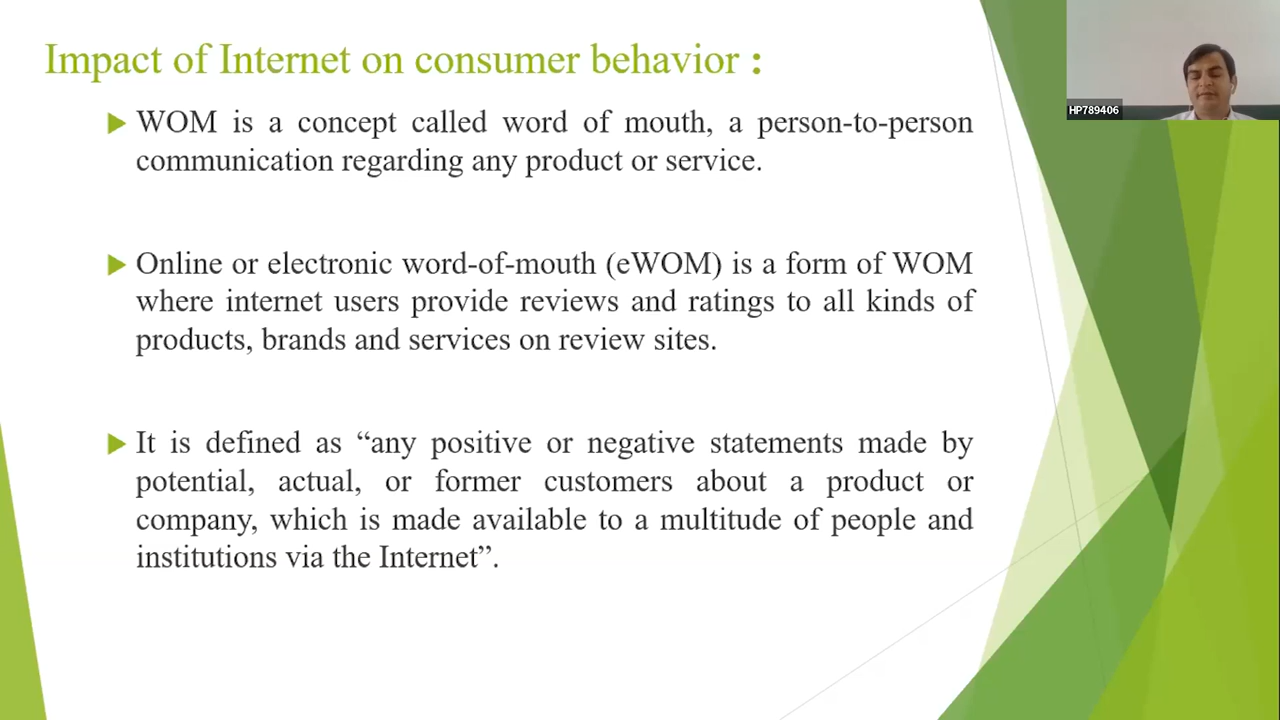 Impact of Internet on consumer behavior :
HP789406
WOM is a concept called word of mouth, a person-to-person
communication regarding any product or service.
Online or electronic word-of-mouth (eWOM) is a form of WOM
where internet users provide reviews and ratings to all kinds of
products, brands and services on review sites.
It is defined as “any positive or negative statements made by
potential, actual, or former customers about a product or
company, which is made available to a multitude of people and
institutions via the Internet”.